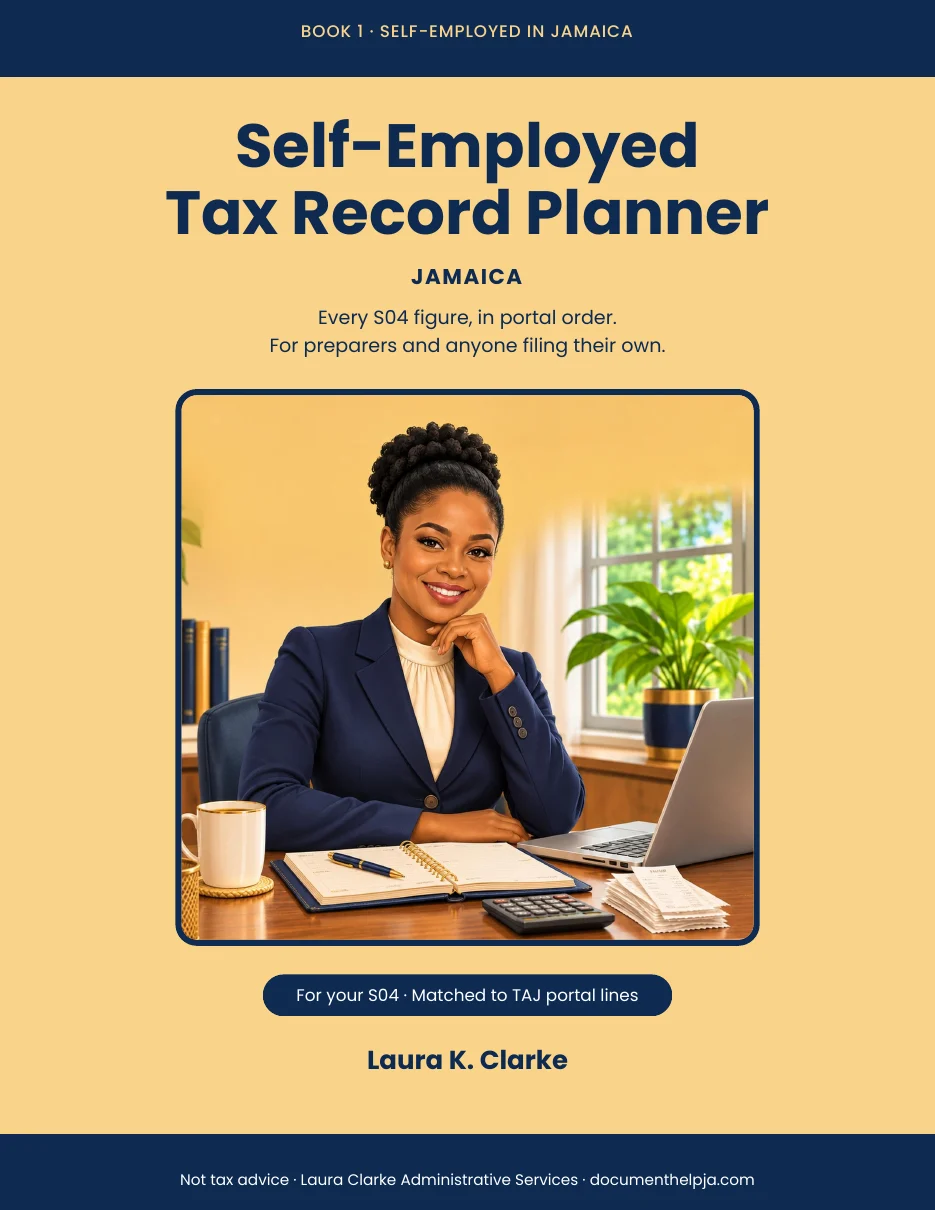 BOOK 1 · SELF-EMPLOYED IN JAMAICA
Self-Employed
Tax Record Planner
JAMAICA
Every S04 figure, in portal order.
For preparers and anyone filing their own.
For your S04 · Matched to TAJ portal lines
Laura K. Clarke
Not tax advice · Laura Clarke Administrative Services · documenthelpja.com